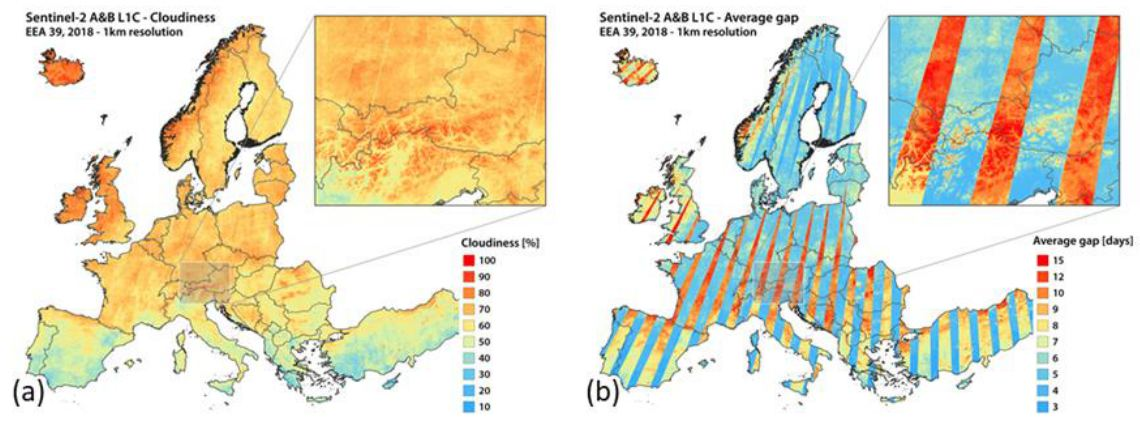 Sentinel-2 A&B L1C - Cloudiness
EEA 39, 2018 - 1km resolution
Cloudiness [%]
100
90
80
70
60
50
40
30
20
10
(a)
Sentinel-2 A&B L1C - Average gap
EEA 39, 2018 - 1km resolution
Average gap [days]
15
12
10
9
8
7
6
5
4
3
(b)